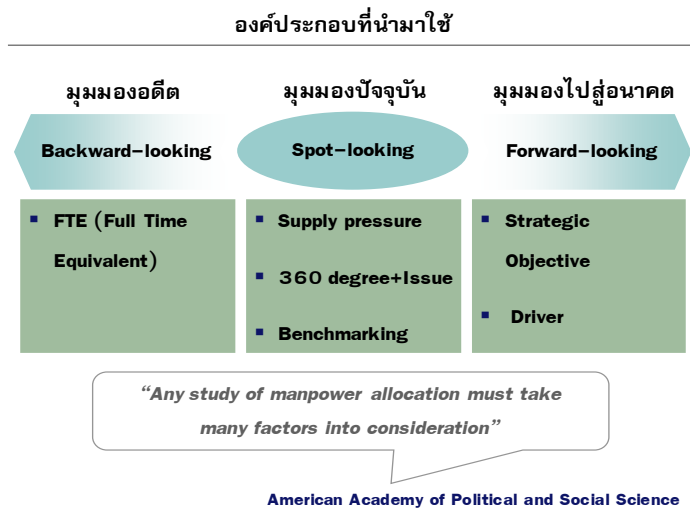 องค์ประกอบที่นำมาใช้
มุมมองอดีต
มุมมองปัจจุบัน
มุมมองไปสู่อนาคต
Backward-looking
Spot-looking
Forward-looking
▪ FTE (Full Time
Equivalent)
▪ Supply pressure
▪ 360 degree+Issue
▪ Benchmarking
▪ Strategic
Objective
▪ Driver
“Any study of manpower allocation must take
many factors into consideration”
American Academy of Political and Social Science